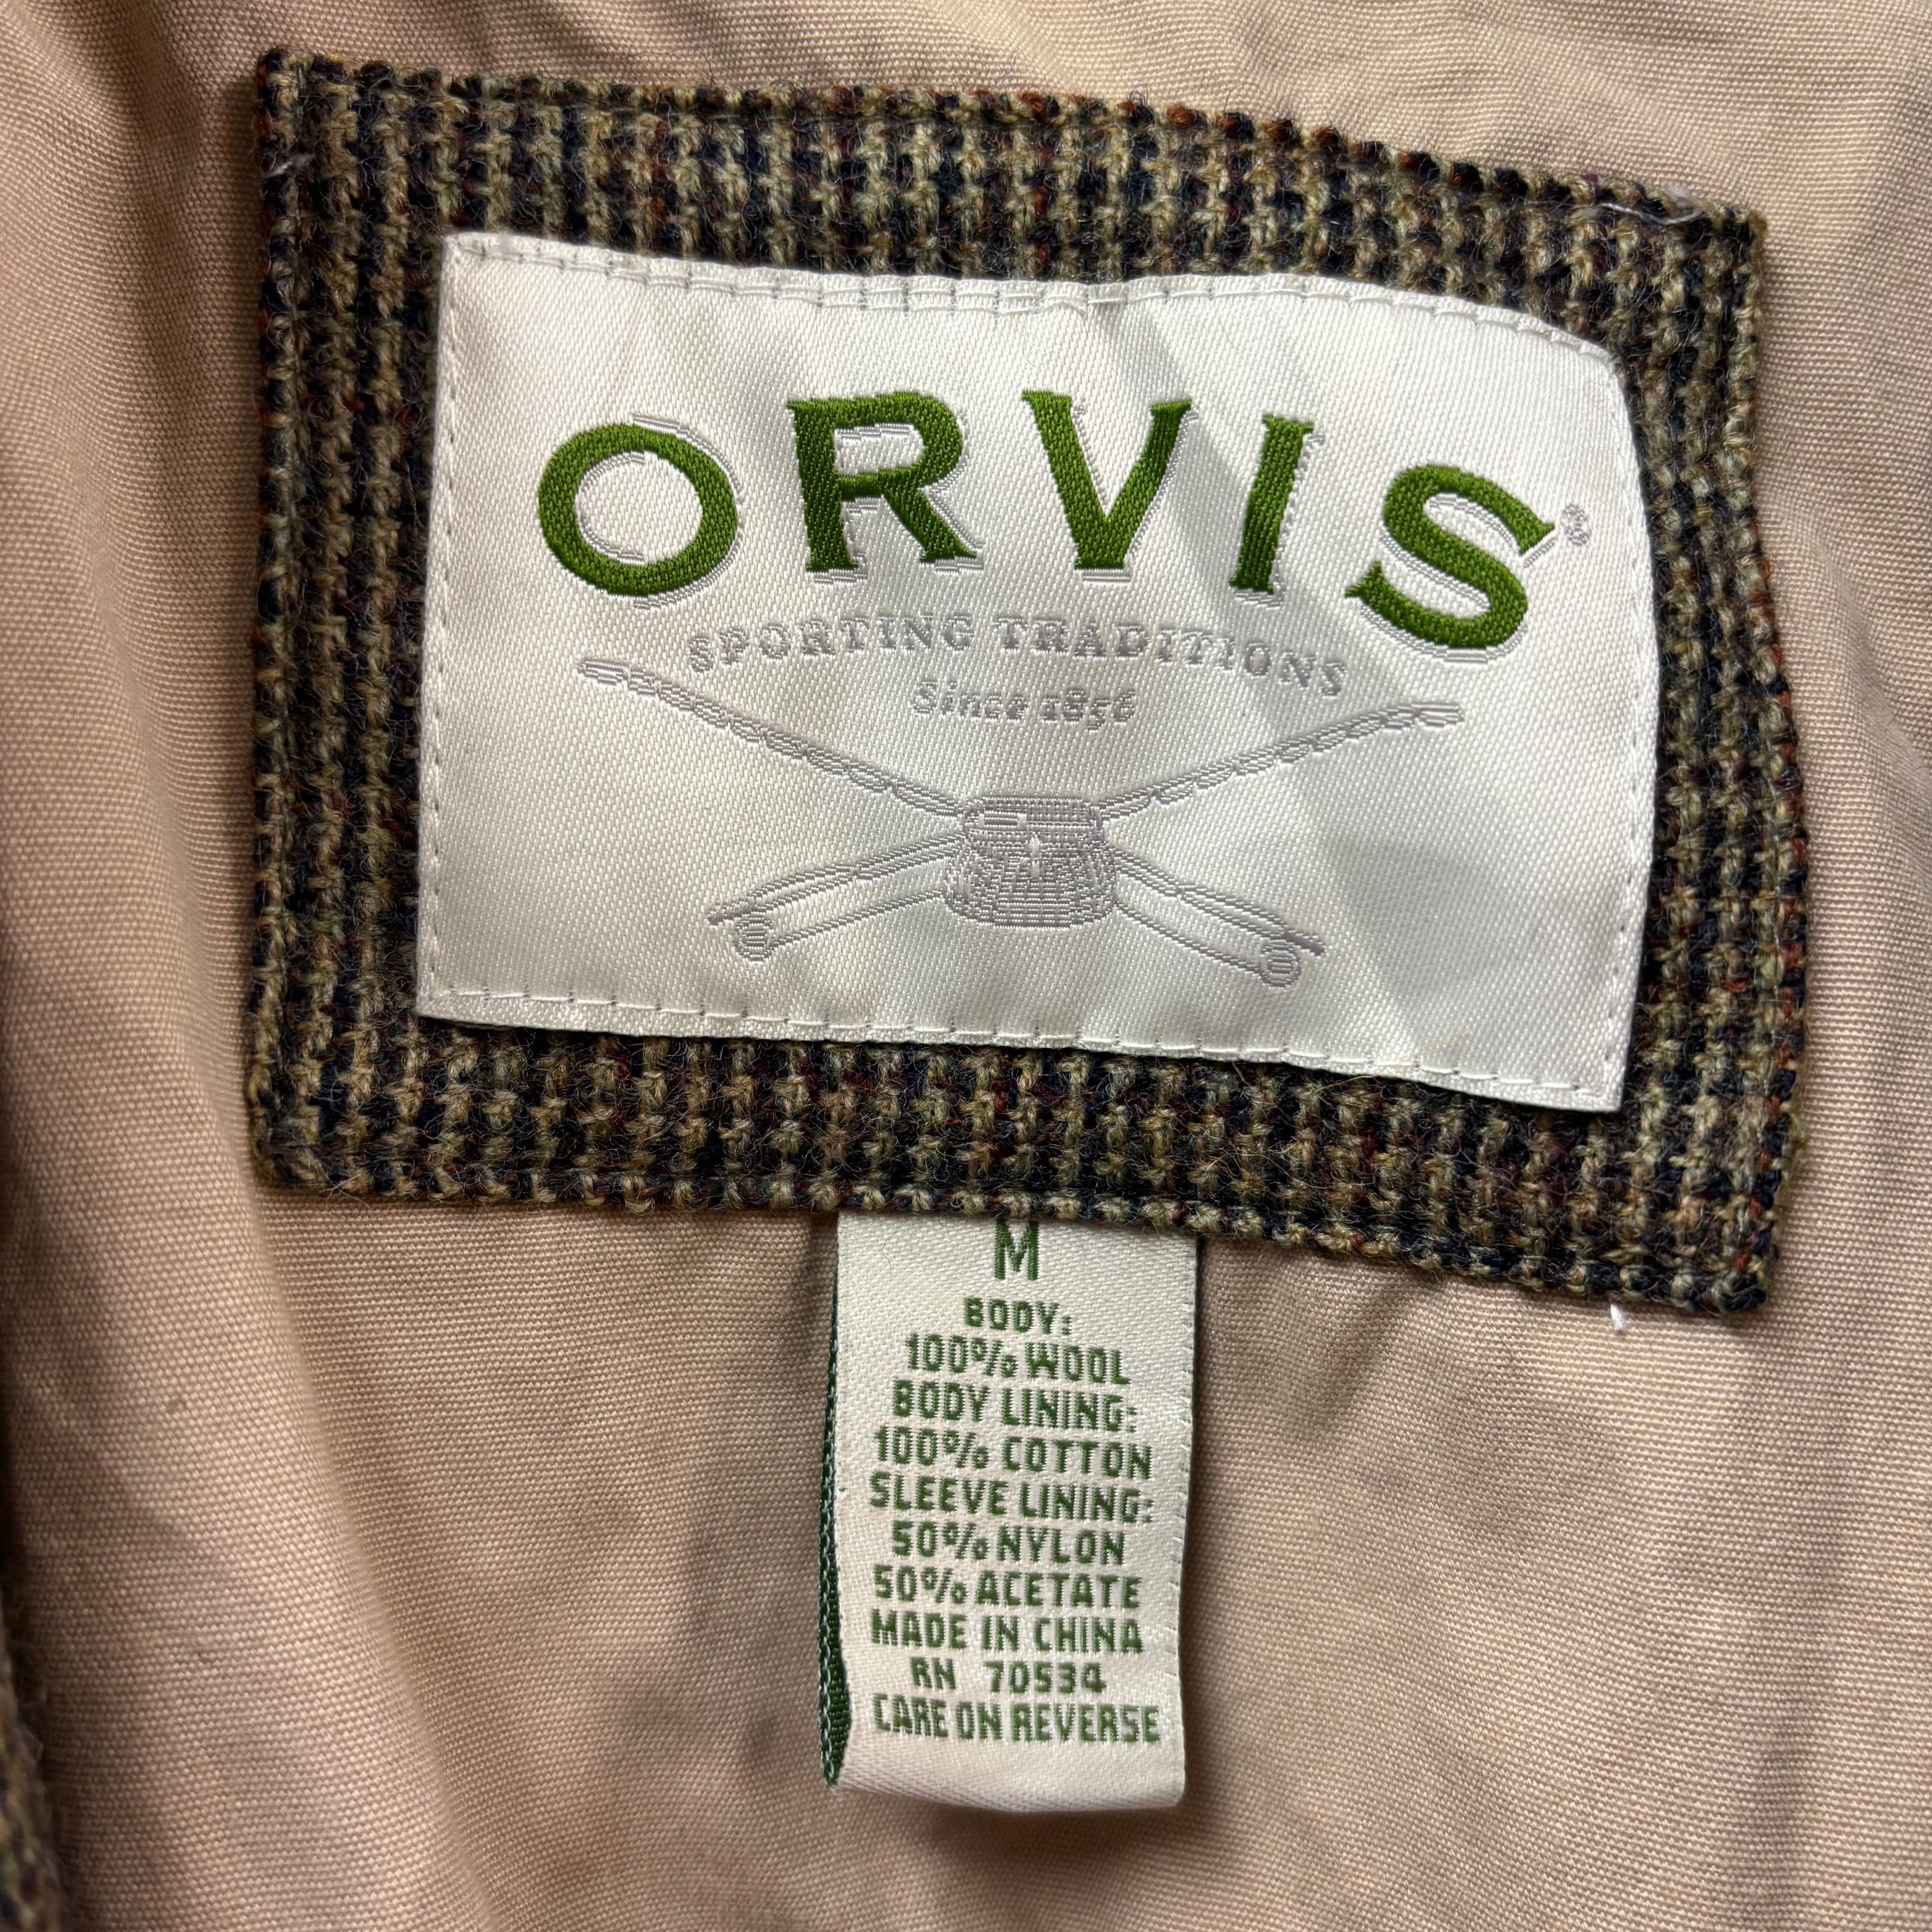 ORVIS®
SPORTING TRADITIONS
Since 1856
M
BODY:
100% WOOL
BODY LINING:
100% COTTON
SLEEVE LINING:
50% NYLON
50% ACETATE
MADE IN CHINA
RN 70534
CARE ON REVERSE